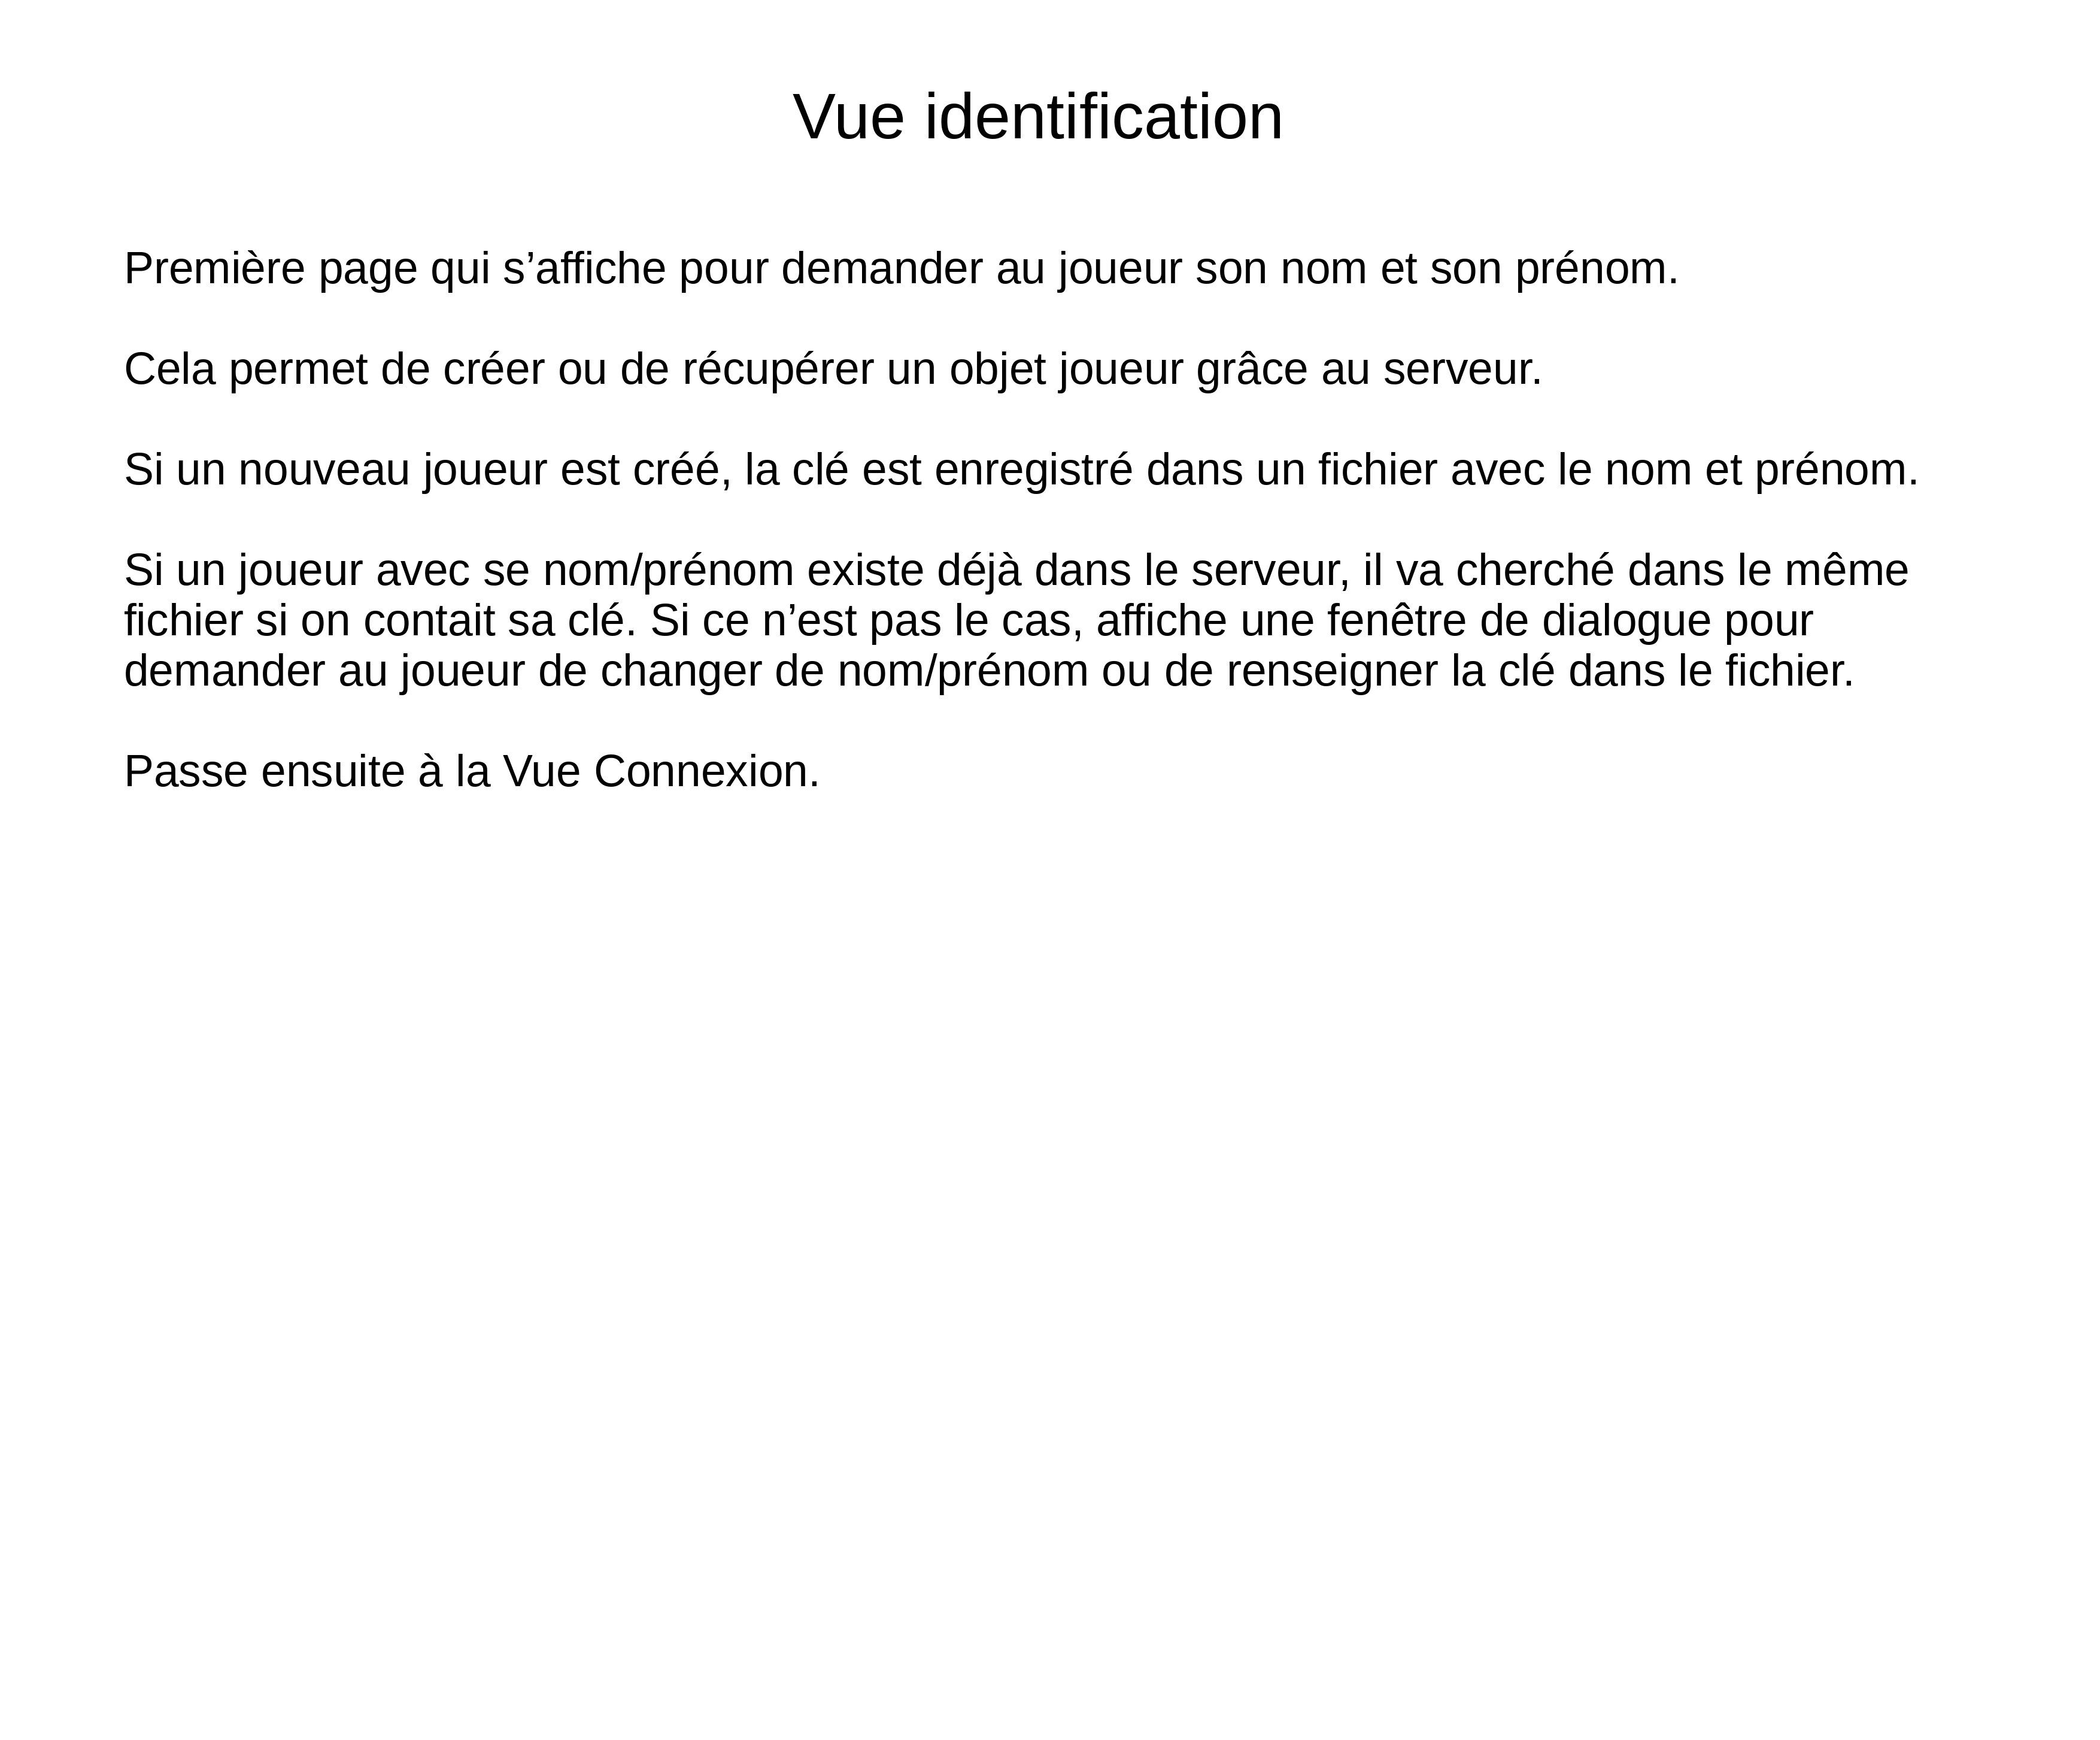 Vue identification
Première page qui s’affiche pour demander au joueur son nom et son prénom.
Cela permet de créer ou de récupérer un objet joueur grâce au serveur.
Si un nouveau joueur est créé, la clé est enregistré dans un fichier avec le nom et prénom.
Si un joueur avec se nom/prénom existe déjà dans le serveur, il va cherché dans le même
fichier si on contait sa clé. Si ce n’est pas le cas, affiche une fenêtre de dialogue pour
demander au joueur de changer de nom/prénom ou de renseigner la clé dans le fichier.
Passe ensuite à la Vue Connexion.